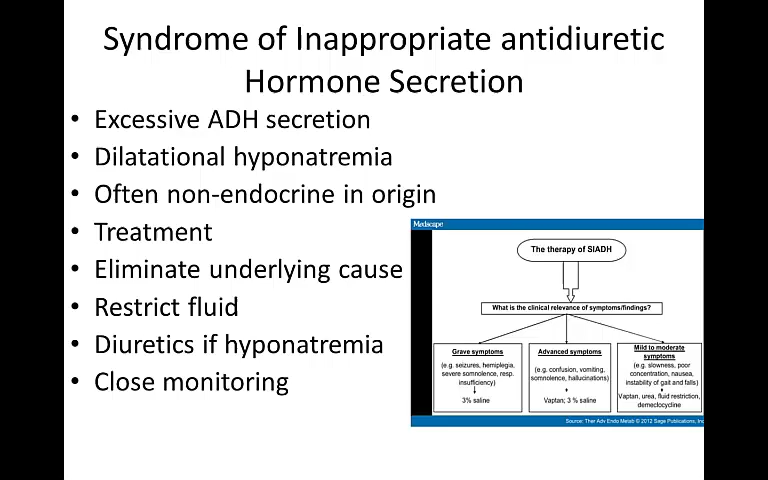 Syndrome of Inappropriate antidiuretic
Hormone Secretion
• Excessive ADH secretion
• Dilatational hyponatremia
• Often non-endocrine in origin
• Treatment
• Eliminate underlying cause
• Restrict fluid
• Diuretics if hyponatremia
• Close monitoring
Medscape
The therapy of SIADH
What is the clinical relevance of symptoms/findings?
Grave symptoms
(e.g. seizures, hemiplegia,
severe somnolence, resp.
insufficiency)
3% saline
Advanced symptoms
(e.g. confusion, vomiting,
somnolence, hallucinations)
Vaptan; 3 % saline
Mild to moderate
symptoms
(e.g. slowness, poor
concentration, nausea,
instability of gait and falls)
Vaptan, urea, fluid restriction,
demeclocycline
Source: Ther Adv Endo Metab © 2012 Sage Publications, Inc